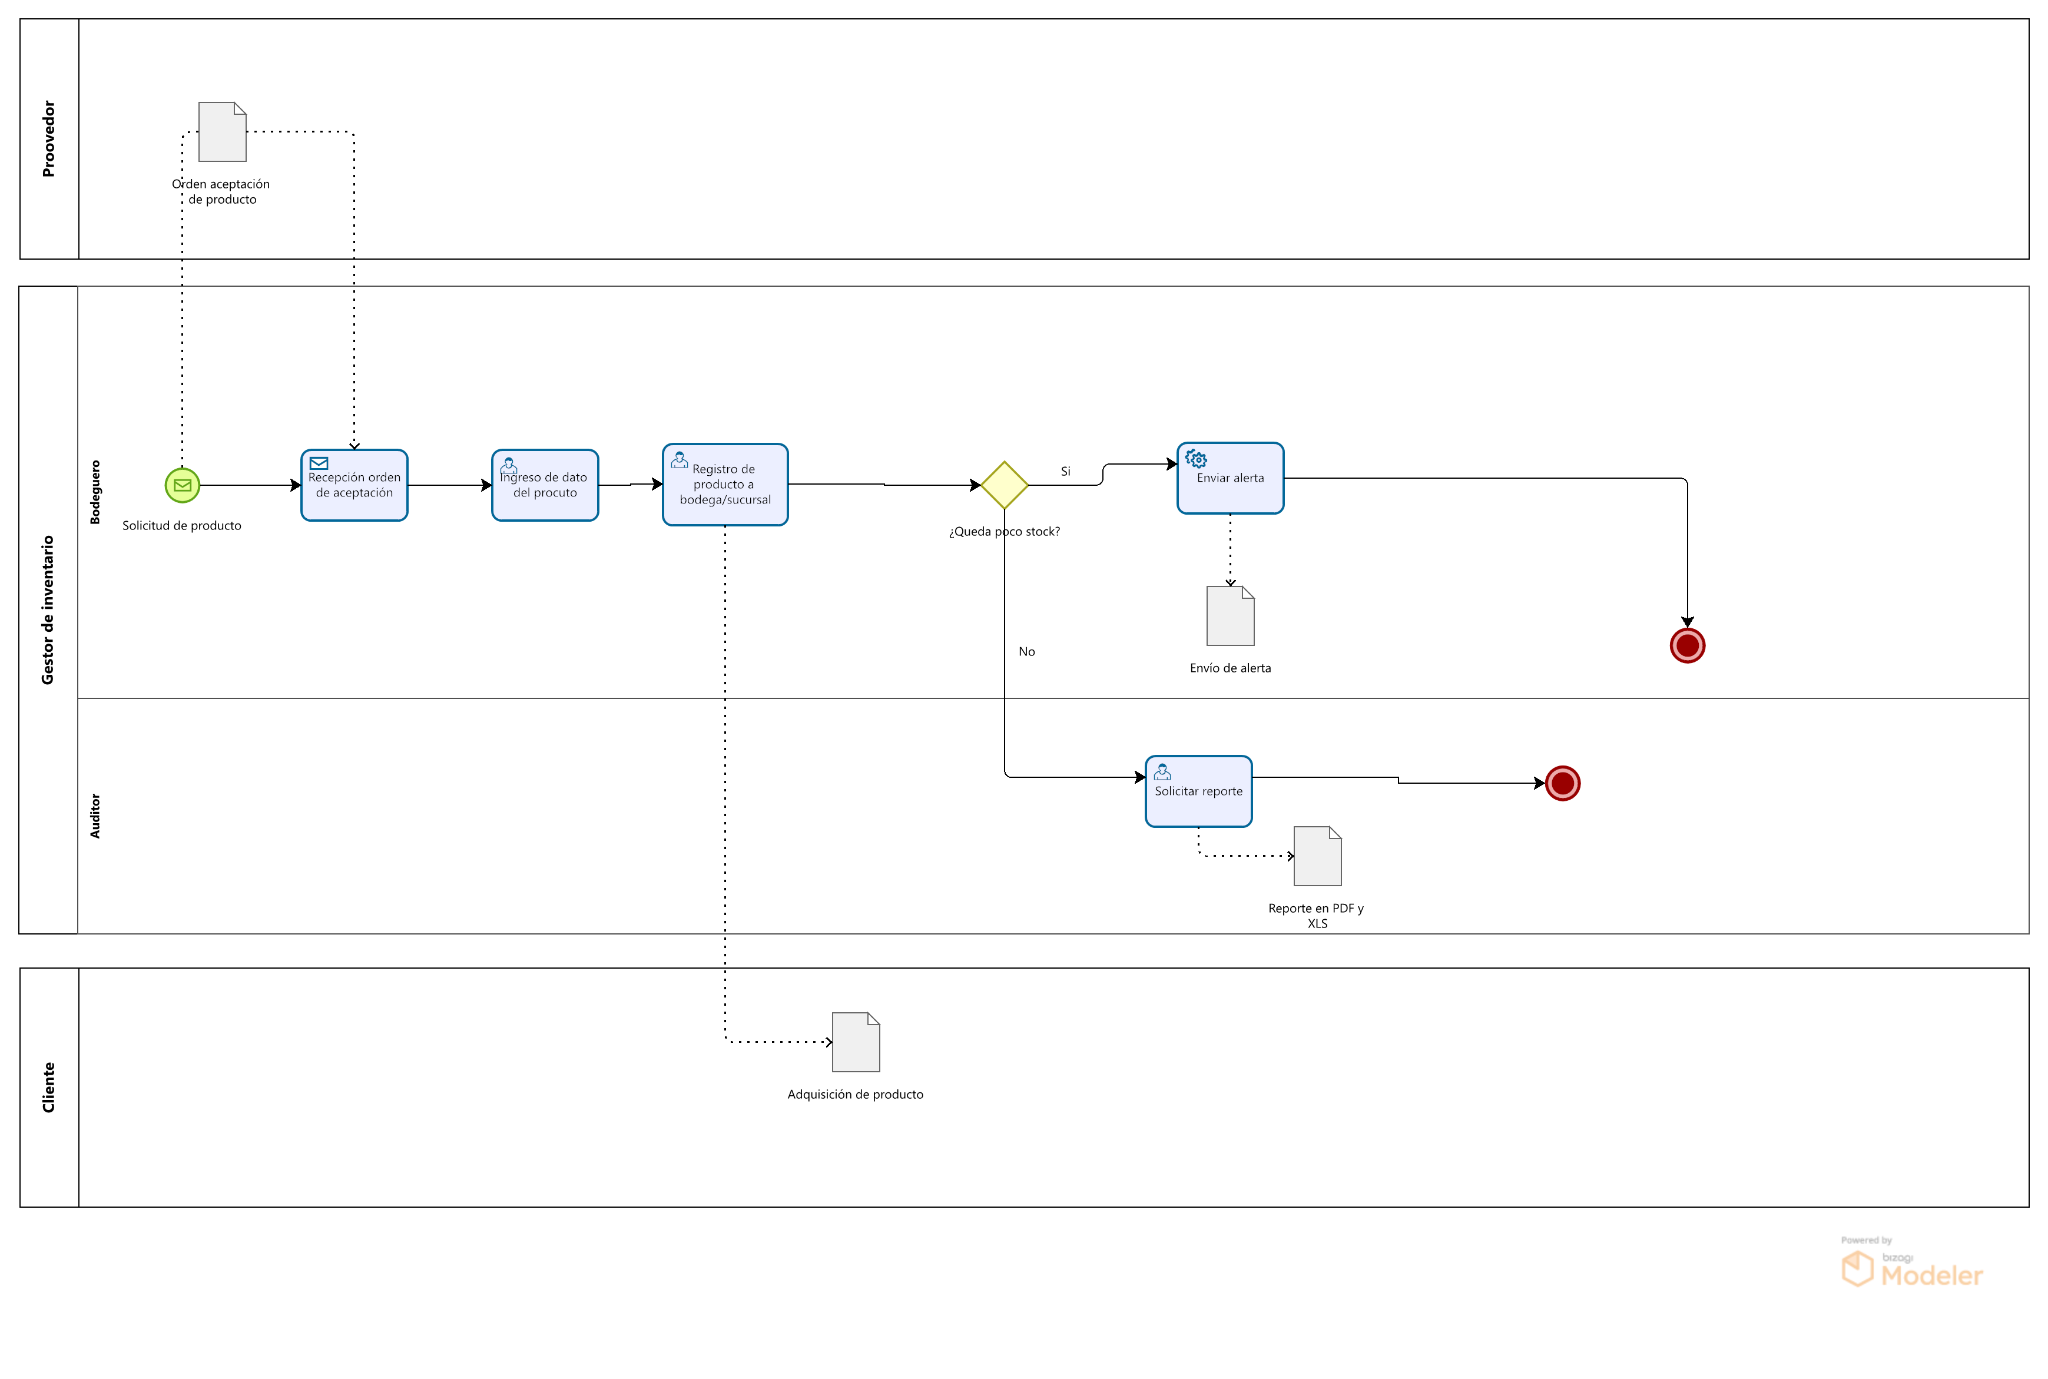 Proovedor
Orden aceptación
de producto
Gestor de inventario
Bodeguero
Solicitud de producto
Recepción orden
de aceptación
Ingreso de dato
del procuto
Registro de
producto a
bodega/sucursal
¿Queda poco stock?
Si
No
Enviar alerta
Envío de alerta
Auditor
Solicitar reporte
Reporte en PDF y
XLS
Cliente
Adquisición de producto
Powered by
bizagi
Modeler